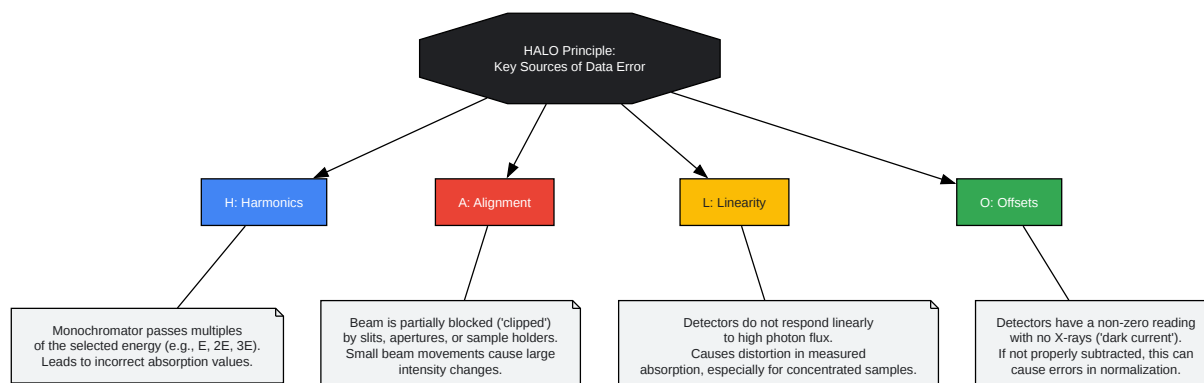 HALO Principle:
Key Sources of Data Error
H: Harmonics
A: Alignment
L: Linearity
O: Offsets
Monochromator passes multiples
of the selected energy (e.g., E, 2E, 3E).
Leads to incorrect absorption values.
Beam is partially blocked ('clipped')
by slits, apertures, or sample holders.
Small beam movements cause large
intensity changes.
Detectors do not respond linearly
to high photon flux.
Causes distortion in measured
absorption, especially for concentrated samples.
Detectors have a non-zero reading
with no X-rays ('dark current').
If not properly subtracted, this can
cause errors in normalization.